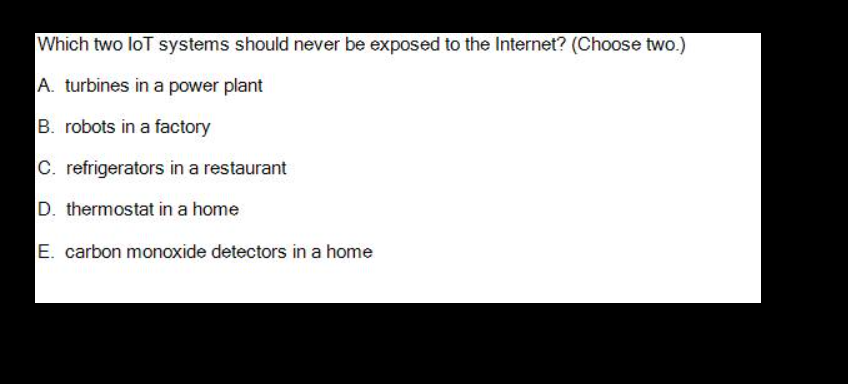 Which two IoT systems should never be exposed to the Internet? (Choose two.)
A. turbines in a power plant
B. robots in a factory
C. refrigerators in a restaurant
D. thermostat in a home
E. carbon monoxide detectors in a home